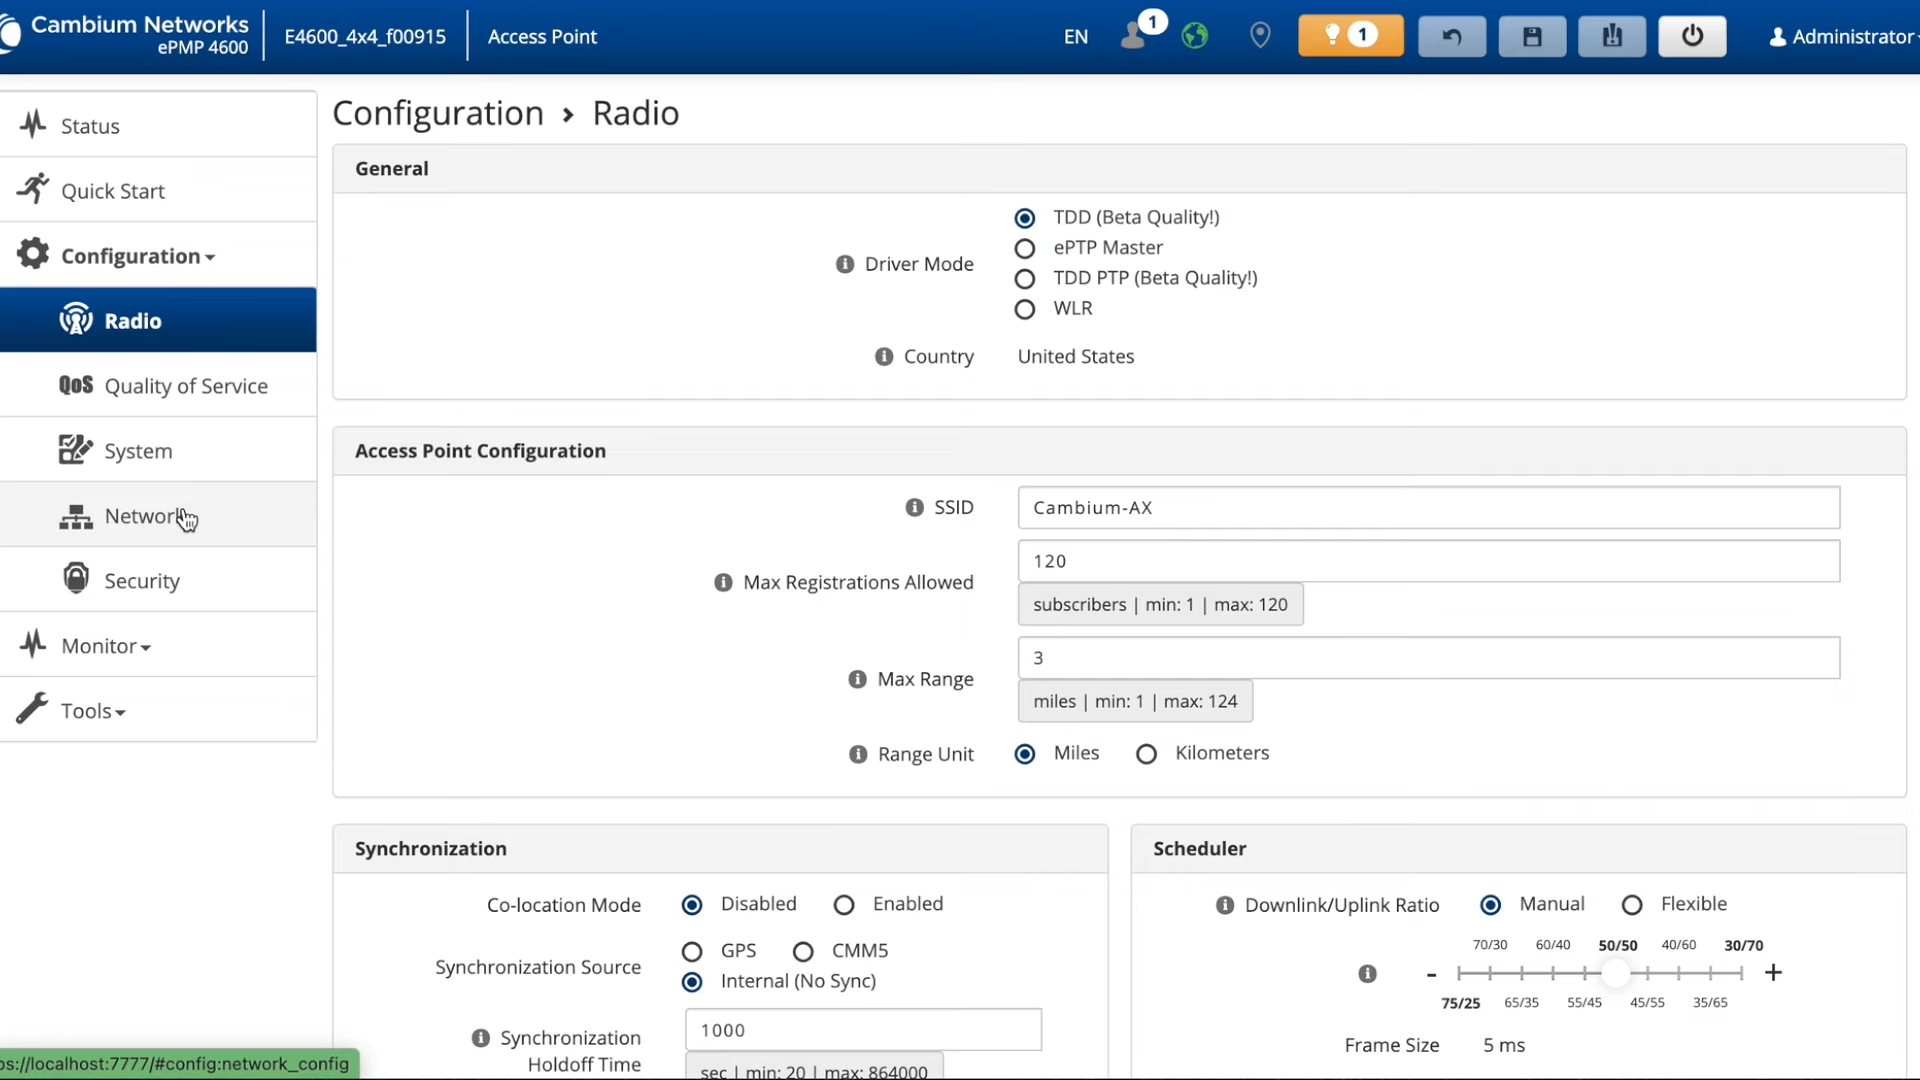 Cambium Networks
ePMP 4600
E4600_4x4_f00915
Access Point
EN
1
1
Administrator
Status
Quick Start
Configuration
Radio
QoS Quality of Service
System
Network
Security
Monitor
Tools
Configuration › Radio
General
Driver Mode
TDD (Beta Quality!)
ePTP Master
TDD PTP (Beta Quality!)
WLR
Country
United States
Access Point Configuration
SSID
Cambium-AX
Max Registrations Allowed
120
subscribers | min: 1 | max: 120
Max Range
3
miles | min: 1 | max: 124
Range Unit
Miles
Kilometers
Synchronization
Co-location Mode
Disabled
Enabled
Synchronization Source
GPS
CMM5
Internal (No Sync)
Synchronization
Holdoff Time
1000
sec | min: 20 | max: 864000
Scheduler
Downlink/Uplink Ratio
Manual
Flexible
70/30 60/40 50/50 40/60 30/70
- +
75/25 65/35 55/45 45/55 35/65
Frame Size
5 ms
ps://localhost:7777/#config:network_config